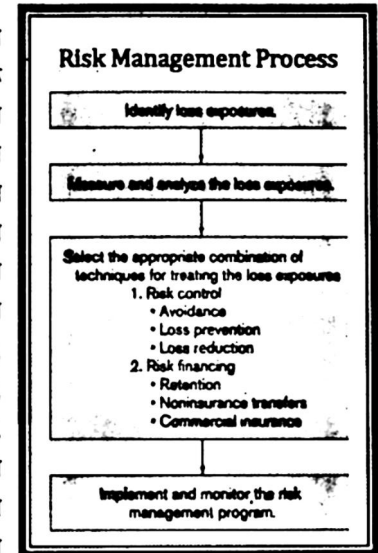 Risk Management Process
Identify loss exposures.
Measure and analyze the loss exposures.
Select the appropriate combination of
techniques for treating the loss exposures
1. Risk control
• Avoidance
• Loss prevention
• Loss reduction
2. Risk financing
• Retention
• Noninsurance transfers
• Commercial insurance
Implement and monitor the risk
management program.